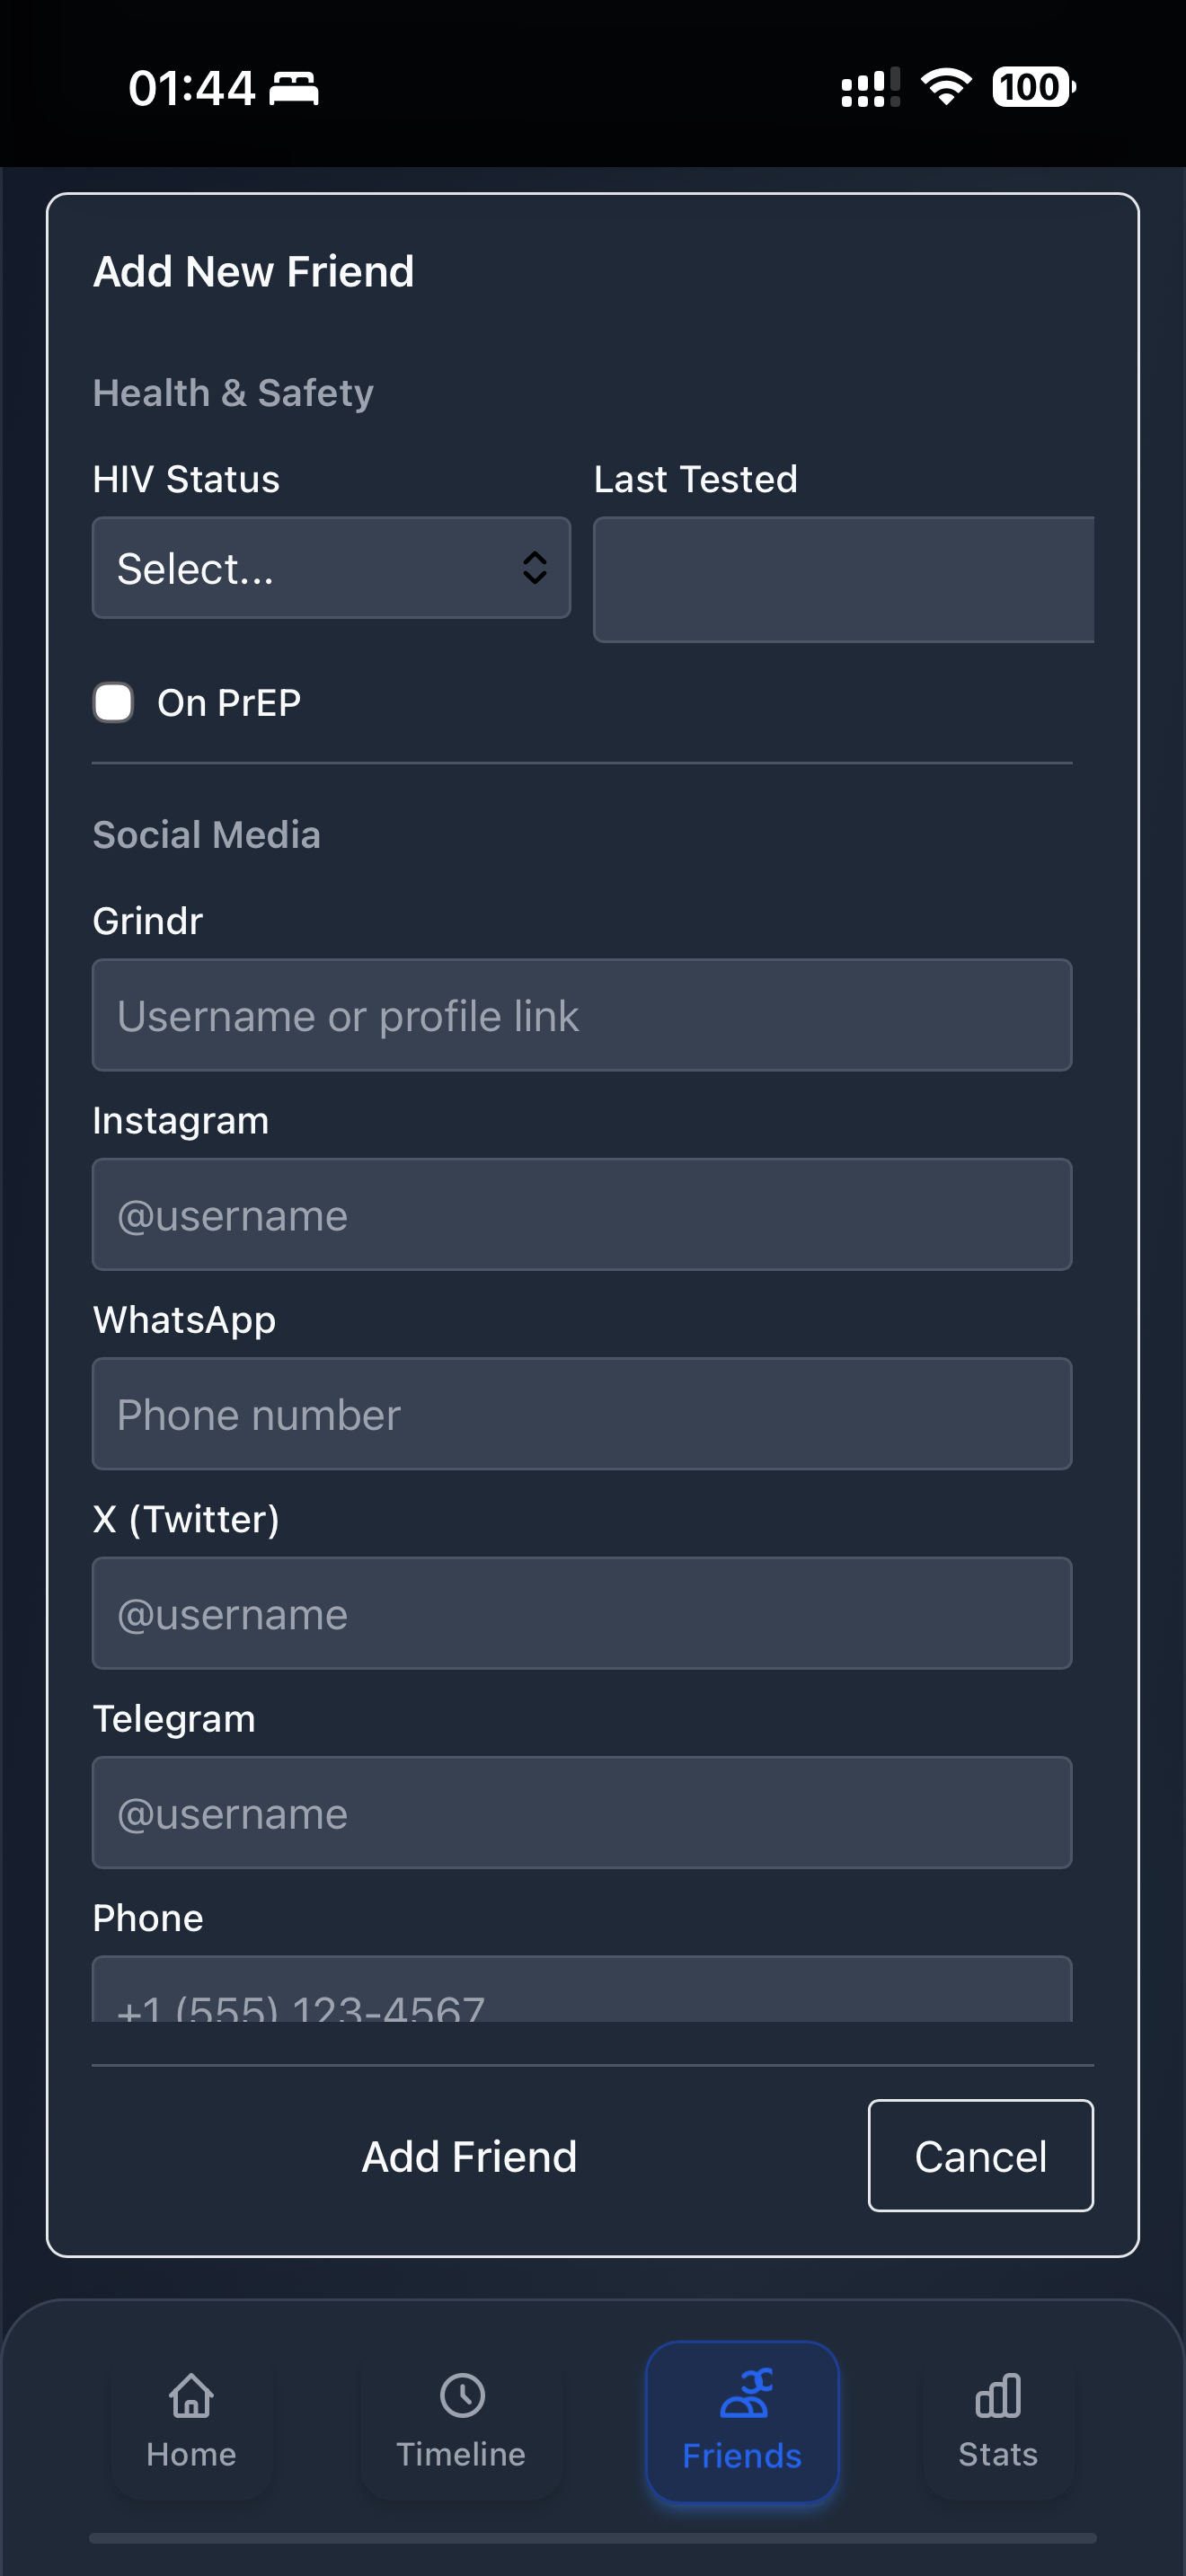 01:44
100
Add New Friend
Health & Safety
HIV Status
Last Tested
Select...
On PrEP
Social Media
Grindr
Username or profile link
Instagram
@username
WhatsApp
Phone number
X (Twitter)
@username
Telegram
@username
Phone
+1 (555) 123-4567
Add Friend
Cancel
Home
Timeline
Friends
Stats